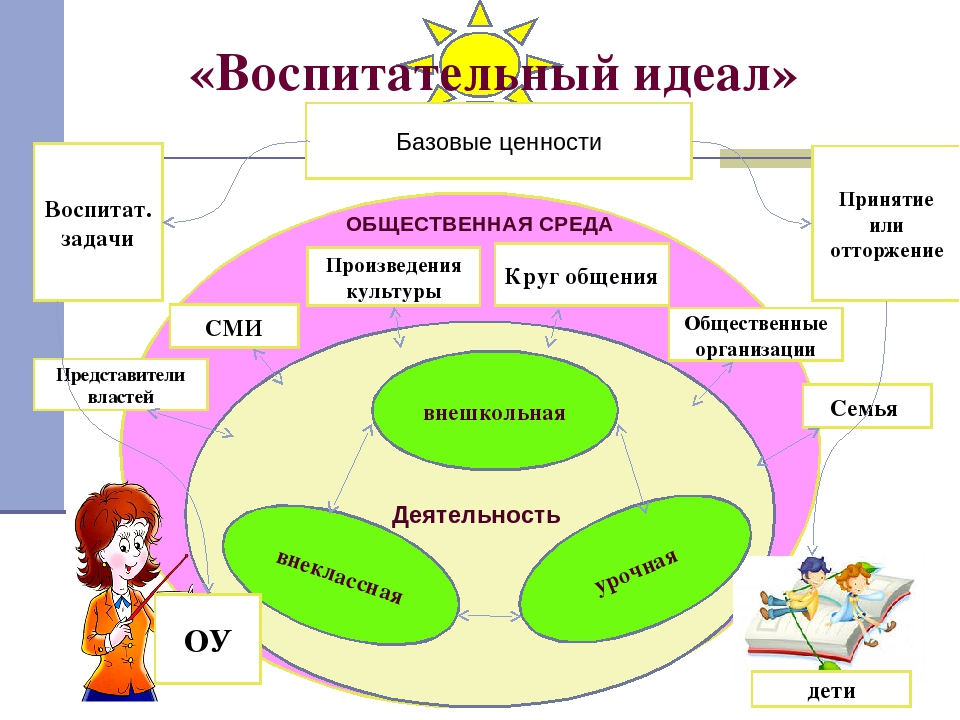 «Воспитательный идеал»
Базовые ценности
Воспитат.
задачи
Принятие
или
отторжение
ОБЩЕСТВЕННАЯ СРЕДА
Произведения
культуры
Круг общения
СМИ
Общественные
организации
Представители
властей
Семья
внешкольная
Деятельность
внеклассная
урочная
ОУ
дети